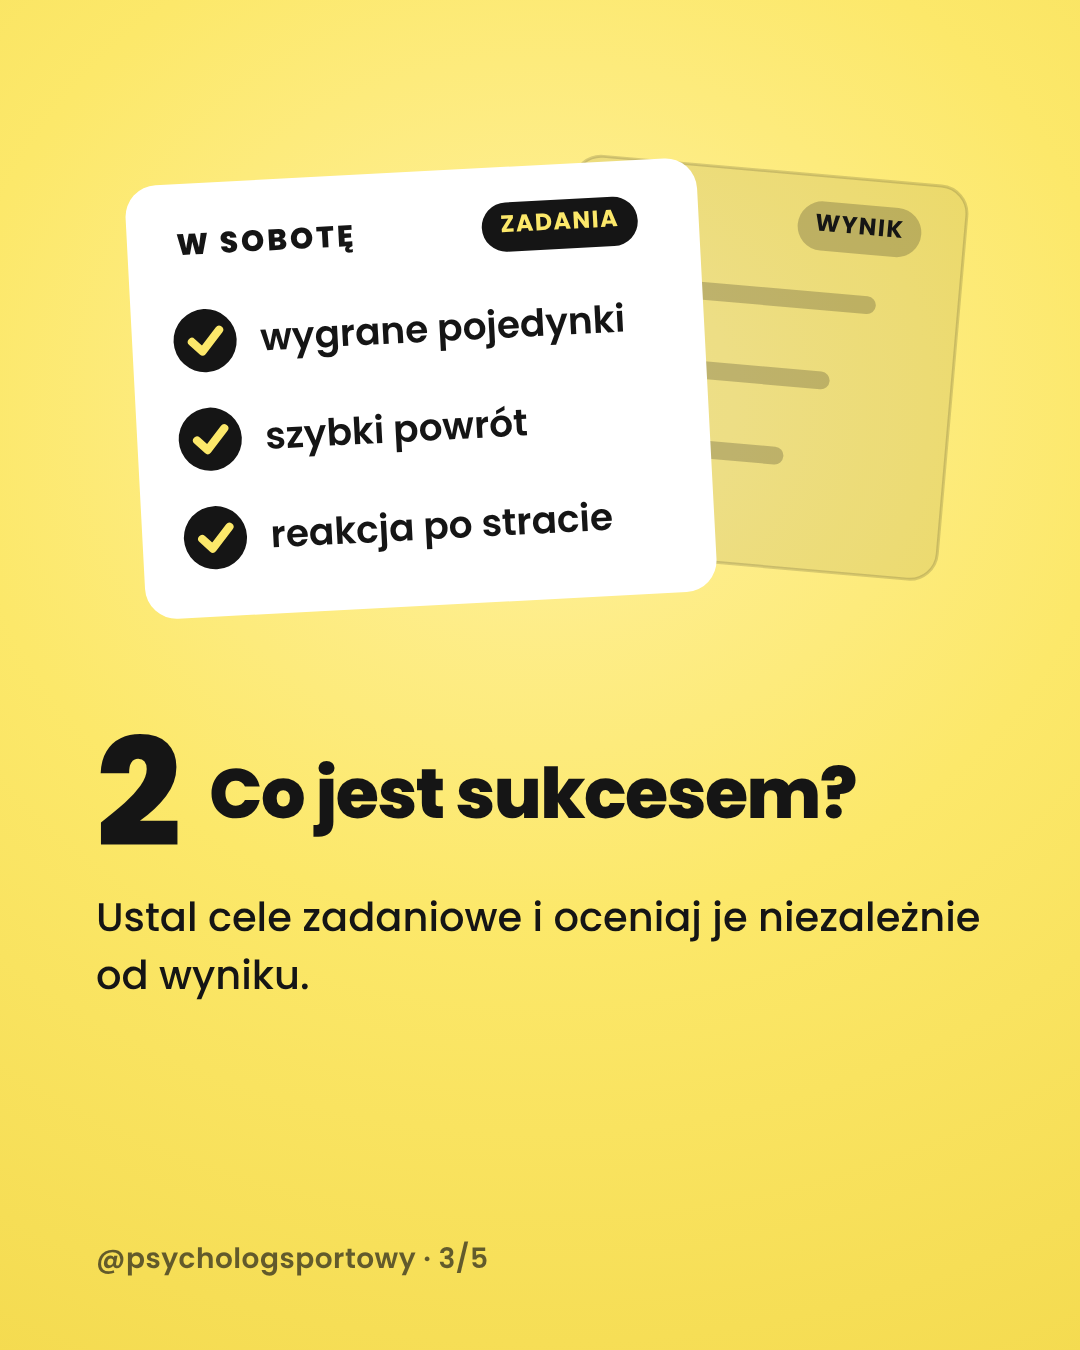 W SOBOTĘ ZADANIA
WYNIK
wygrane pojedynki
szybki powrót
reakcja po stracie
2 Co jest sukcesem?
Ustal cele zadaniowe i oceniaj je niezależnie
od wyniku.
@psychologsportowy · 3/5